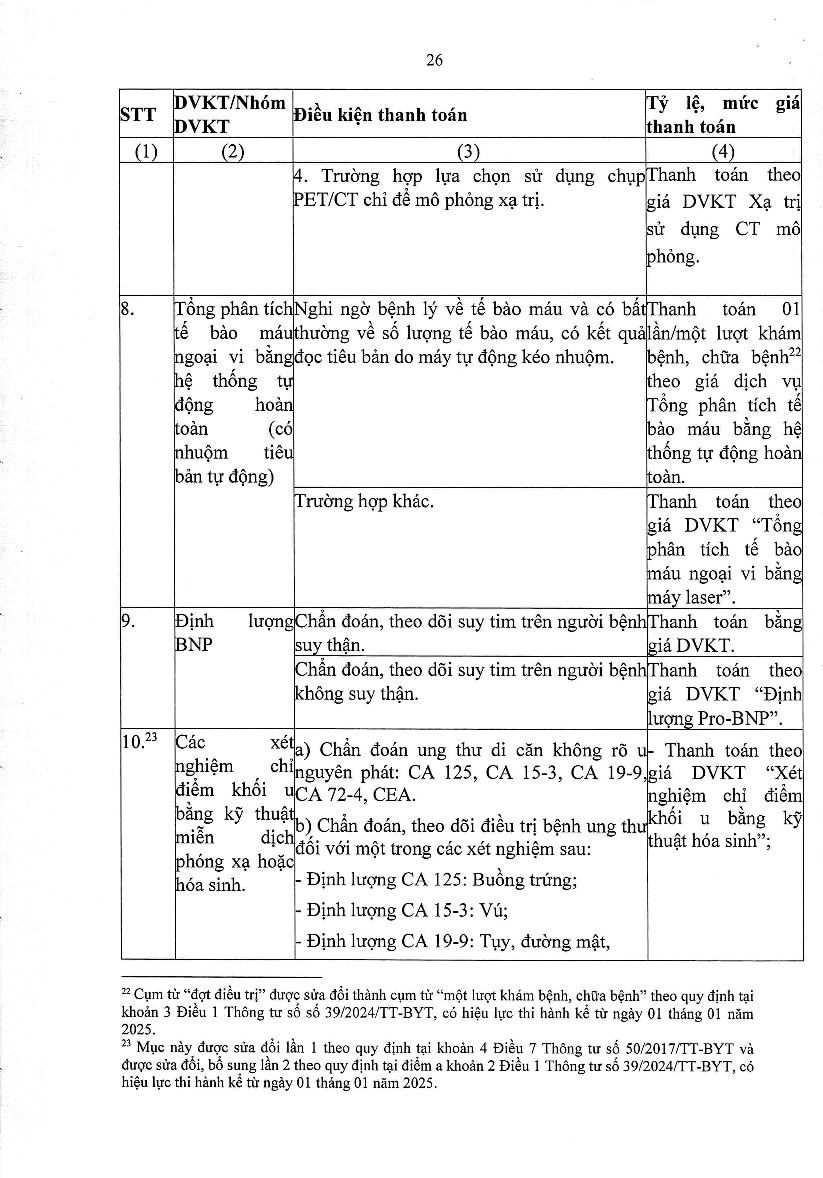 26
STT
DVKT/Nhóm
DVKT
Điều kiện thanh toán
Tỷ lệ, mức giá
thanh toán
(1)
(2)
(3)
(4)
4. Trường hợp lựa chọn sử dụng chụp
PET/CT chỉ để mô phỏng xạ trị.
Thanh toán theo
giá DVKT Xạ trị
sử dụng CT mô
phỏng.
8.
Tổng phân tích
tế bào máu
ngoại vi bằng
hệ thống tự
động hoàn
toàn (có
nhuộm tiêu
bản tự động)
Nghi ngờ bệnh lý về tế bào máu và có bất
thường về số lượng tế bào máu, có kết quả
đọc tiêu bản do máy tự động kéo nhuộm.
Thanh toán 01
lần/một lượt khám
bệnh, chữa bệnh22
theo giá dịch vụ
Tổng phân tích tế
bào máu bằng hệ
thống tự động hoàn
toàn.
Trường hợp khác.
Thanh toán theo
giá DVKT “Tổng
phân tích tế bào
máu ngoại vi bằng
máy laser”.
9.
Định lượng
BNP
Chẩn đoán, theo dõi suy tim trên người bệnh
suy thận.
Thanh toán bằng
giá DVKT.
Chẩn đoán, theo dõi suy tim trên người bệnh
không suy thận.
Thanh toán theo
giá DVKT “Định
lượng Pro-BNP”.
10.23
Các xét
nghiệm chỉ
điểm khối u
bằng kỹ thuật
miễn dịch
phóng xạ hoặc
hóa sinh.
a) Chẩn đoán ung thư di căn không rõ u
nguyên phát: CA 125, CA 15-3, CA 19-9,
CA 72-4, CEA.
b) Chẩn đoán, theo dõi điều trị bệnh ung thư
đối với một trong các xét nghiệm sau:
- Định lượng CA 125: Buồng trứng;
- Định lượng CA 15-3: Vú;
- Định lượng CA 19-9: Tụy, đường mật,
- Thanh toán theo
giá DVKT “Xét
nghiệm chỉ điểm
khối u bằng kỹ
thuật hóa sinh”;
22 Cụm từ “đợt điều trị” được sửa đổi thành cụm từ “một lượt khám bệnh, chữa bệnh” theo quy định tại
khoản 3 Điều 1 Thông tư số số 39/2024/TT-BYT, có hiệu lực thi hành kể từ ngày 01 tháng 01 năm
2025.
23 Mục này được sửa đổi lần 1 theo quy định tại khoản 4 Điều 7 Thông tư số 50/2017/TT-BYT và
được sửa đổi, bổ sung lần 2 theo quy định tại điểm a khoản 2 Điều 1 Thông tư số 39/2024/TT-BYT, có
hiệu lực thi hành kể từ ngày 01 tháng 01 năm 2025.